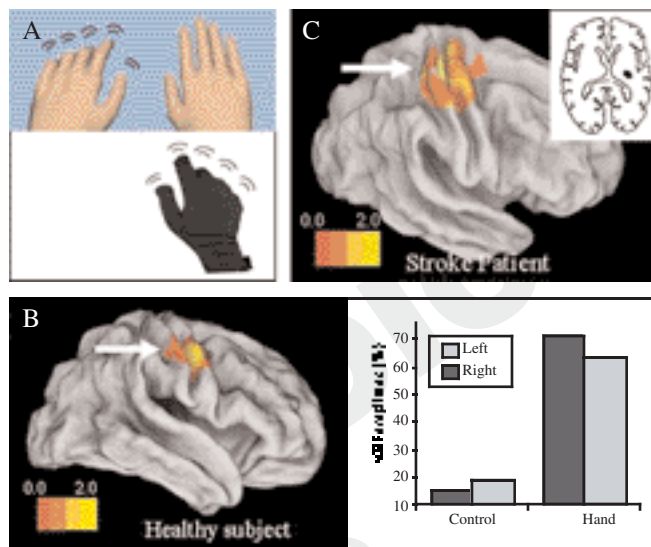 A
C
0.0 2.0
Stroke Patient
B
0.0 2.0
Healthy subject
70
60
50
40
30
20
10
Left
Right
Control Hand